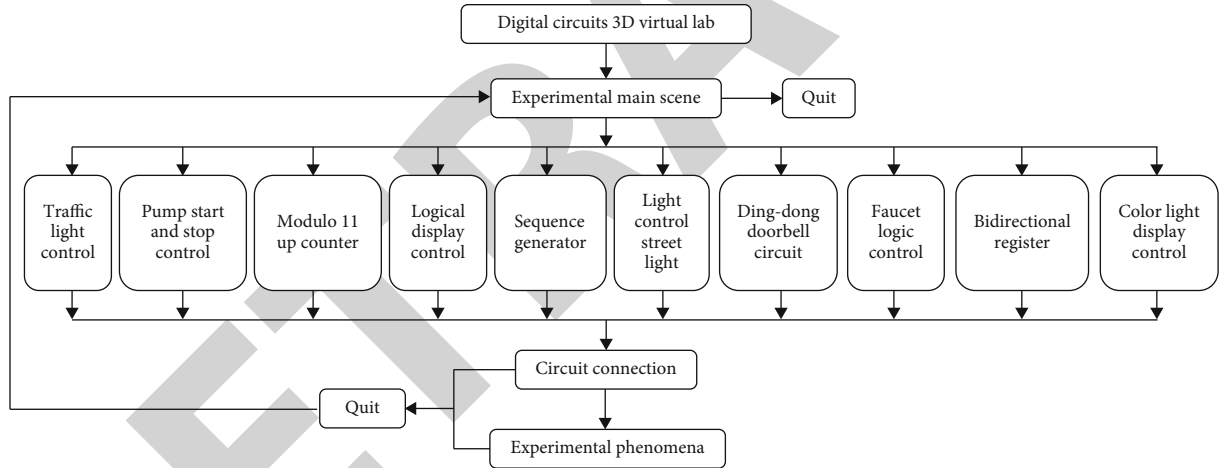 Digital circuits 3D virtual lab
Experimental main scene
Quit
Traffic
light
control
Pump start
and stop
control
Modulo 11
up counter
Logical
display
control
Sequence
generator
Light
control
street
light
Ding-dong
doorbell
circuit
Faucet
logic
control
Bidirectional
register
Color light
display
control
Circuit connection
Quit
Experimental phenomena